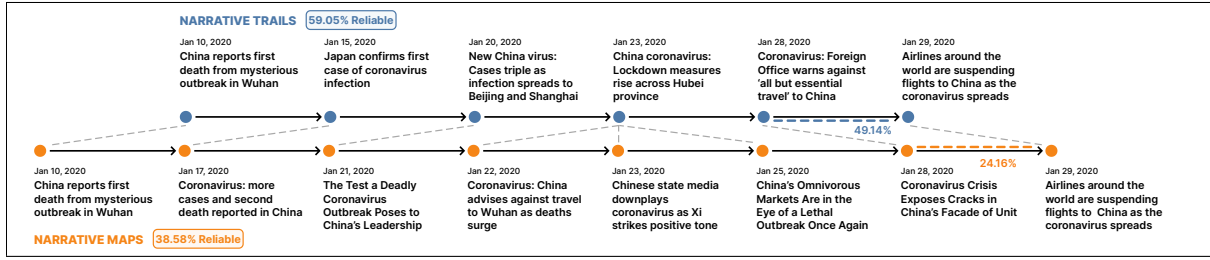 NARRATIVE TRAILS 59.05% Reliable
Jan 10, 2020
China reports first
death from mysterious
outbreak in Wuhan
Jan 15, 2020
Japan confirms first
case of coronavirus
infection
Jan 20, 2020
New China virus:
Cases triple as
infection spreads to
Beijing and Shanghai
Jan 23, 2020
China coronavirus:
Lockdown measures
rise across Hubei
province
Jan 28, 2020
Coronavirus: Foreign
Office warns against
‘all but essential
travel’ to China
Jan 29, 2020
Airlines around the
world are suspending
flights to China as the
coronavirus spreads
49.14%
24.16%
Jan 10, 2020
China reports first
death from mysterious
outbreak in Wuhan
Jan 17, 2020
Coronavirus: more
cases and second
death reported in China
Jan 21, 2020
The Test a Deadly
Coronavirus
Outbreak Poses to
China’s Leadership
Jan 22, 2020
Coronavirus: China
advises against travel
to Wuhan as deaths
surge
Jan 23, 2020
Chinese state media
downplays
coronavirus as Xi
strikes positive tone
Jan 25, 2020
China’s Omnivorous
Markets Are in the
Eye of a Lethal
Outbreak Once Again
Jan 28, 2020
Coronavirus Crisis
Exposes Cracks in
China’s Facade of Unit
Jan 29, 2020
Airlines around the
world are suspending
flights to China as the
coronavirus spreads
NARRATIVE MAPS 38.58% Reliable